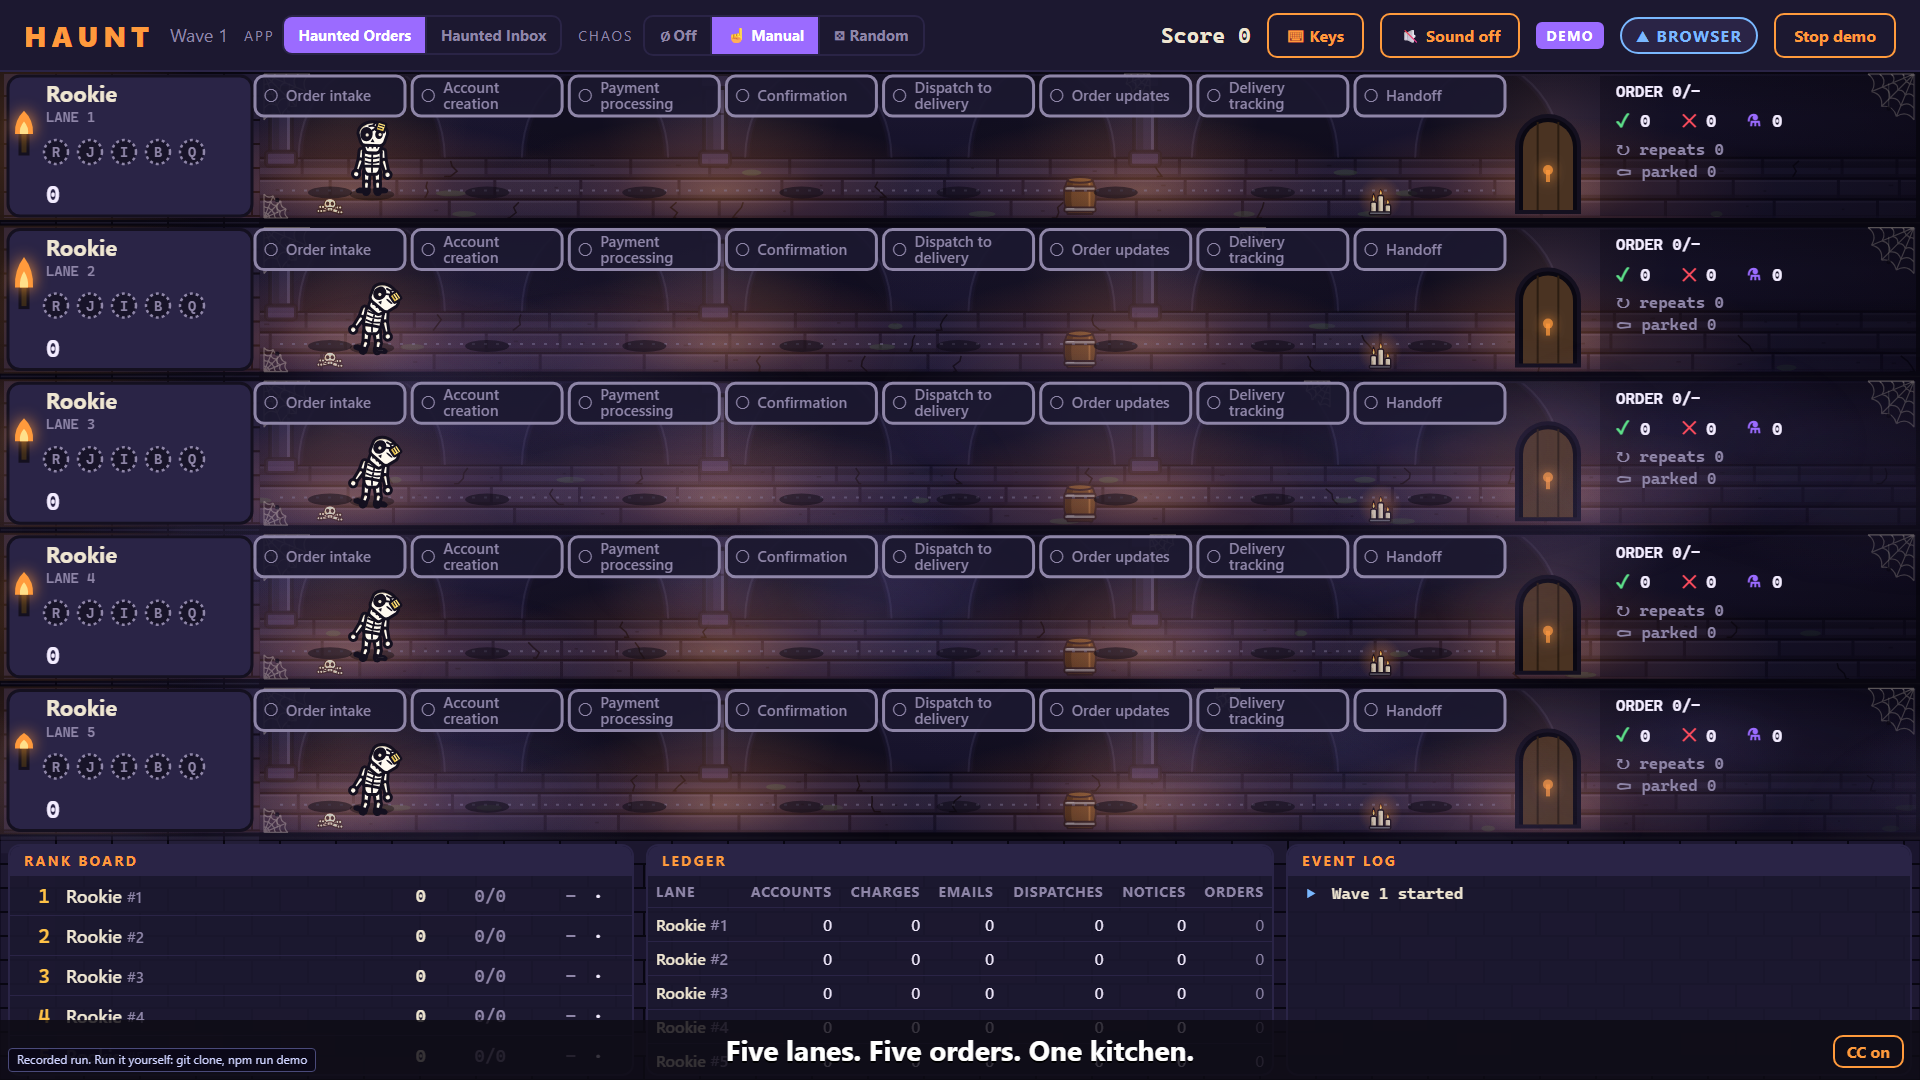 HAUNT Wave 1 APP Haunted Orders Haunted Inbox CHAOS Ø Off Manual Random Score 0 Keys Sound off DEMO ▲ BROWSER Stop demo
Rookie
LANE 1
R J I B Q
0
Order intake
Account creation
Payment processing
Confirmation
Dispatch to delivery
Order updates
Delivery tracking
Handoff
ORDER 0/−
✓ 0 ✕ 0 0
↻ repeats 0
parked 0
Rookie
LANE 2
R J I B Q
0
Order intake
Account creation
Payment processing
Confirmation
Dispatch to delivery
Order updates
Delivery tracking
Handoff
ORDER 0/−
✓ 0 ✕ 0 0
↻ repeats 0
parked 0
Rookie
LANE 3
R J I B Q
0
Order intake
Account creation
Payment processing
Confirmation
Dispatch to delivery
Order updates
Delivery tracking
Handoff
ORDER 0/−
✓ 0 ✕ 0 0
↻ repeats 0
parked 0
Rookie
LANE 4
R J I B Q
0
Order intake
Account creation
Payment processing
Confirmation
Dispatch to delivery
Order updates
Delivery tracking
Handoff
ORDER 0/−
✓ 0 ✕ 0 0
↻ repeats 0
parked 0
Rookie
LANE 5
R J I B Q
0
Order intake
Account creation
Payment processing
Confirmation
Dispatch to delivery
Order updates
Delivery tracking
Handoff
ORDER 0/−
✓ 0 ✕ 0 0
↻ repeats 0
parked 0
RANK BOARD
1 Rookie #1 0 0/0 − ·
2 Rookie #2 0 0/0 − ·
3 Rookie #3 0 0/0 − ·
4 Rookie #4 0 0/0 − ·
0 0/0 − ·
LEDGER
LANE ACCOUNTS CHARGES EMAILS DISPATCHES NOTICES ORDERS
Rookie #1 0 0 0 0 0 0
Rookie #2 0 0 0 0 0 0
Rookie #3 0 0 0 0 0 0
Rookie #4 0 0 0 0 0 0
Rookie #5 0 0 0 0 0 0
EVENT LOG
▶ Wave 1 started
Recorded run. Run it yourself: git clone, npm run demo
Five lanes. Five orders. One kitchen.
CC on